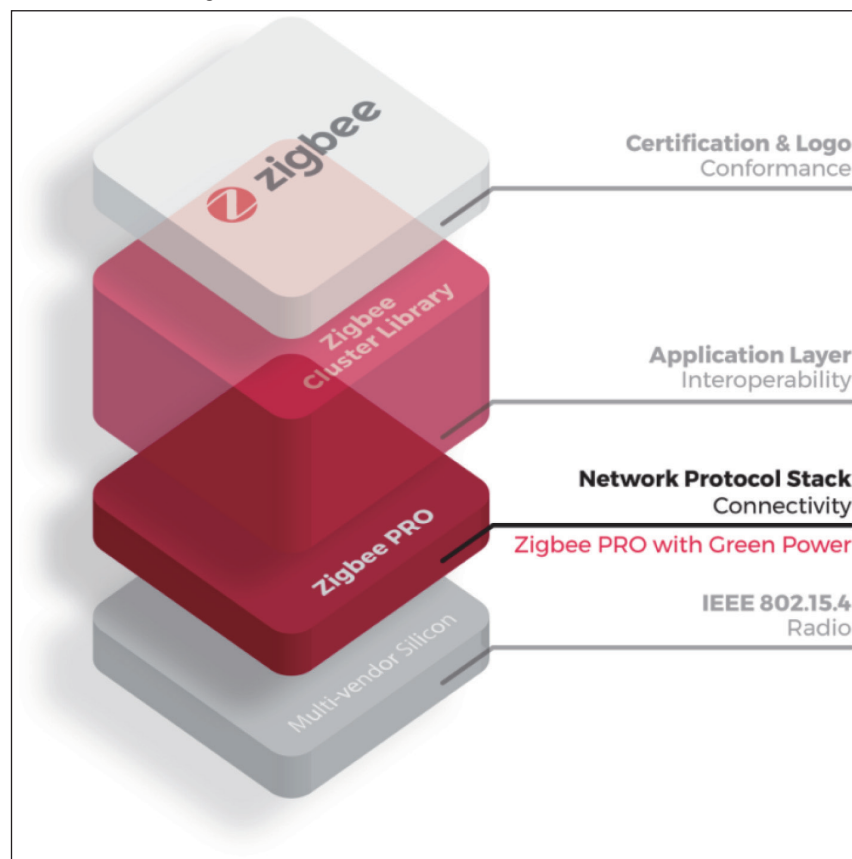 zigbee
Certification & Logo
Conformance
Zigbee
Cluster Library
Application Layer
Interoperability
Zigbee PRO
Network Protocol Stack
Connectivity
Zigbee PRO with Green Power
Multi-vendor Silicon
IEEE 802.15.4
Radio